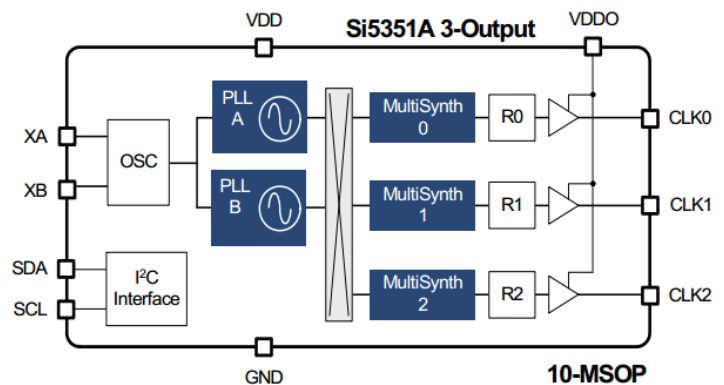 VDD
Si5351A 3-Output
VDDO
PLL
A
MultiSynth
0
R0
CLK0
XA
OSC
XB
PLL
B
MultiSynth
1
R1
CLK1
SDA
I²C
Interface
SCL
MultiSynth
2
R2
CLK2
GND
10-MSOP